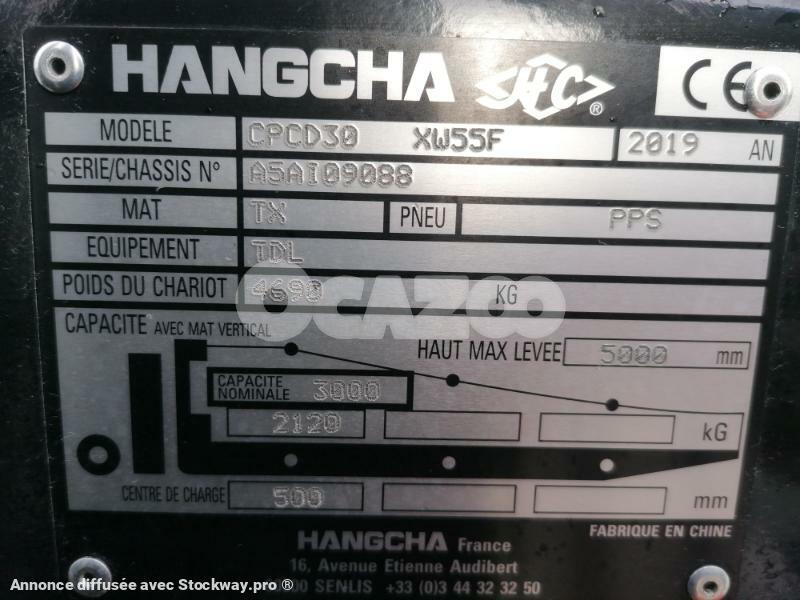 HANGCHA <HC> ® CE
MODELE CPCD30 XW55F 2019 AN
SERIE/CHASSIS N° A5AI09088
MAT TX PNEU PPS
EQUIPEMENT TDL
POIDS DU CHARIOT 4690 KG
OCAZOO
CAPACITE AVEC MAT VERTICAL
HAUT MAX LEVEE 5000 mm
CAPACITE NOMINALE 3000
2120 kG
CENTRE DE CHARGE 500 mm
FABRIQUE EN CHINE
HANGCHA France
16, Avenue Etienne Audibert
SENLIS +33 (0)3 44 32 32 50
Annonce diffusée avec Stockway.pro ®